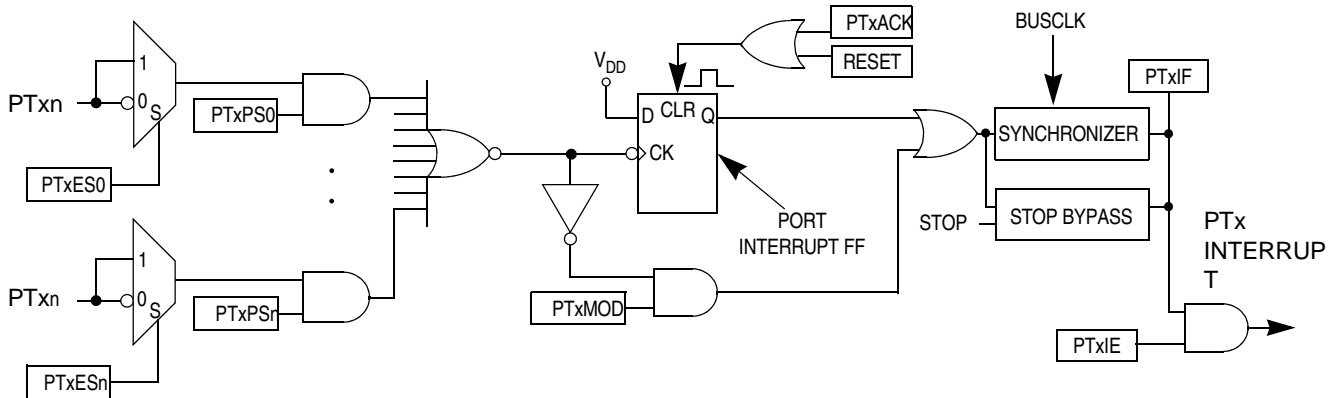 PTxACK
RESET
BUSCLK
PTxIF
VDD
1
PTxn
0
S
PTxPS0
D CLR Q
CK
SYNCHRONIZER
PTxES0
.
.
PORT
INTERRUPT FF
STOP
STOP BYPASS
PTx
INTERRUP
T
1
PTxn
0
S
PTxPSn
PTxMOD
PTxIE
PTxESn